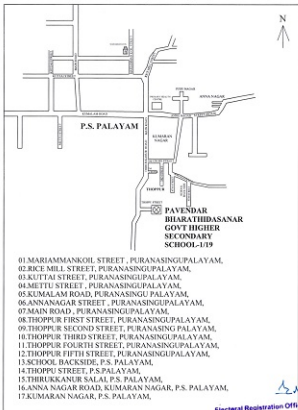 N
ANNA NAGAR
KUMARAN
NAGAR
P.S. PALAYAM
THOPPUR
PAVENDAR
BHARATHIDASANAR
GOVT HIGHER
SECONDARY
SCHOOL-1/19
01.MARIAMMANKOIL STREET , PURANASINGUPALAYAM,
02.RICE MILL STREET, PURANASINGUPALAYAM,
03.KUTTAI STREET, PURANASINGUPALAYAM,
04.METTU STREET , PURANASINGUPALAYAM,
05.KUMALAM ROAD, PURANASINGU PALAYAM,
06.ANNANAGAR STREET , PURANASINGUPALAYAM,
07.MAIN ROAD , PURANASINGUPALAYAM,
08.THOPPUR FIRST STREET, PURANASINGUPALAYAM,
09.THOPPUR SECOND STREET, PURANASING PALAYAM,
10.THOPPUR THIRD STREET, PURANASINGUPALAYAM,
11.THOPPUR FOURTH STREET, PURANASINGUPALAYAM,
12.THOPPUR FIFTH STREET, PURANASINGUPALAYAM,
13.SCHOOL BACKSIDE, P.S. PALAYAM,
14.THOPPU STREET, P.S.PALAYAM,
15.THIRUKKANUR SALAI, P.S. PALAYAM,
16.ANNA NAGAR ROAD, KUMARAN NAGAR, P.S. PALAYAM,
17.KUMARAN NAGAR, P.S. PALAYAM,
Electoral Registration Offi